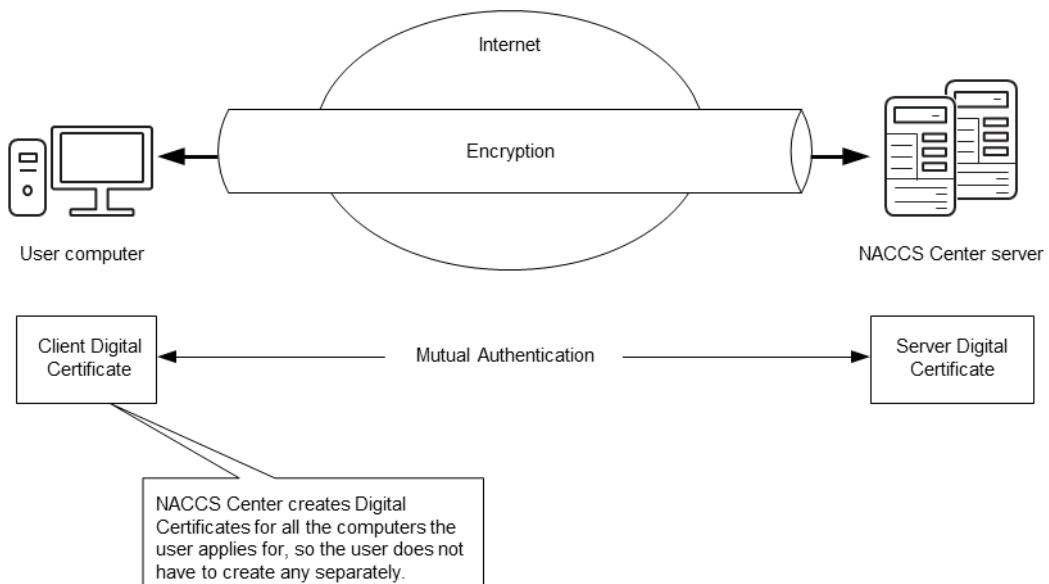 Internet
Encryption
User computer
NACCS Center server
Client Digital
Certificate
Mutual Authentication
Server Digital
Certificate
NACCS Center creates Digital
Certificates for all the computers the
user applies for, so the user does not
have to create any separately.